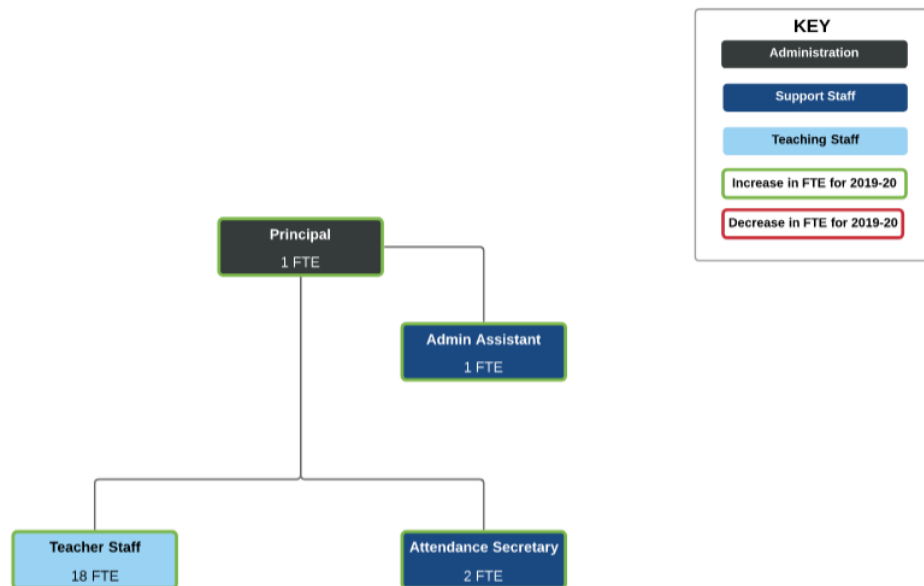 KEY
Administration
Support Staff
Teaching Staff
Increase in FTE for 2019-20
Decrease in FTE for 2019-20
Principal
1 FTE
Admin Assistant
1 FTE
Teacher Staff
18 FTE
Attendance Secretary
2 FTE